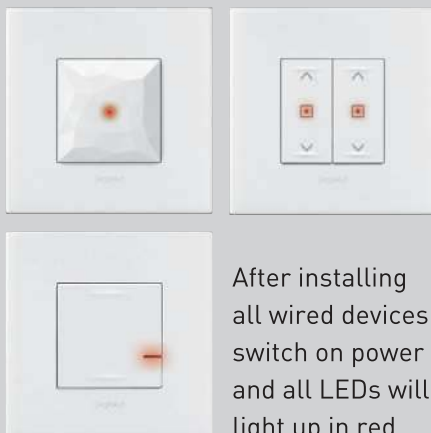 After installing
all wired devices
switch on power
and all LEDs will
light up in red